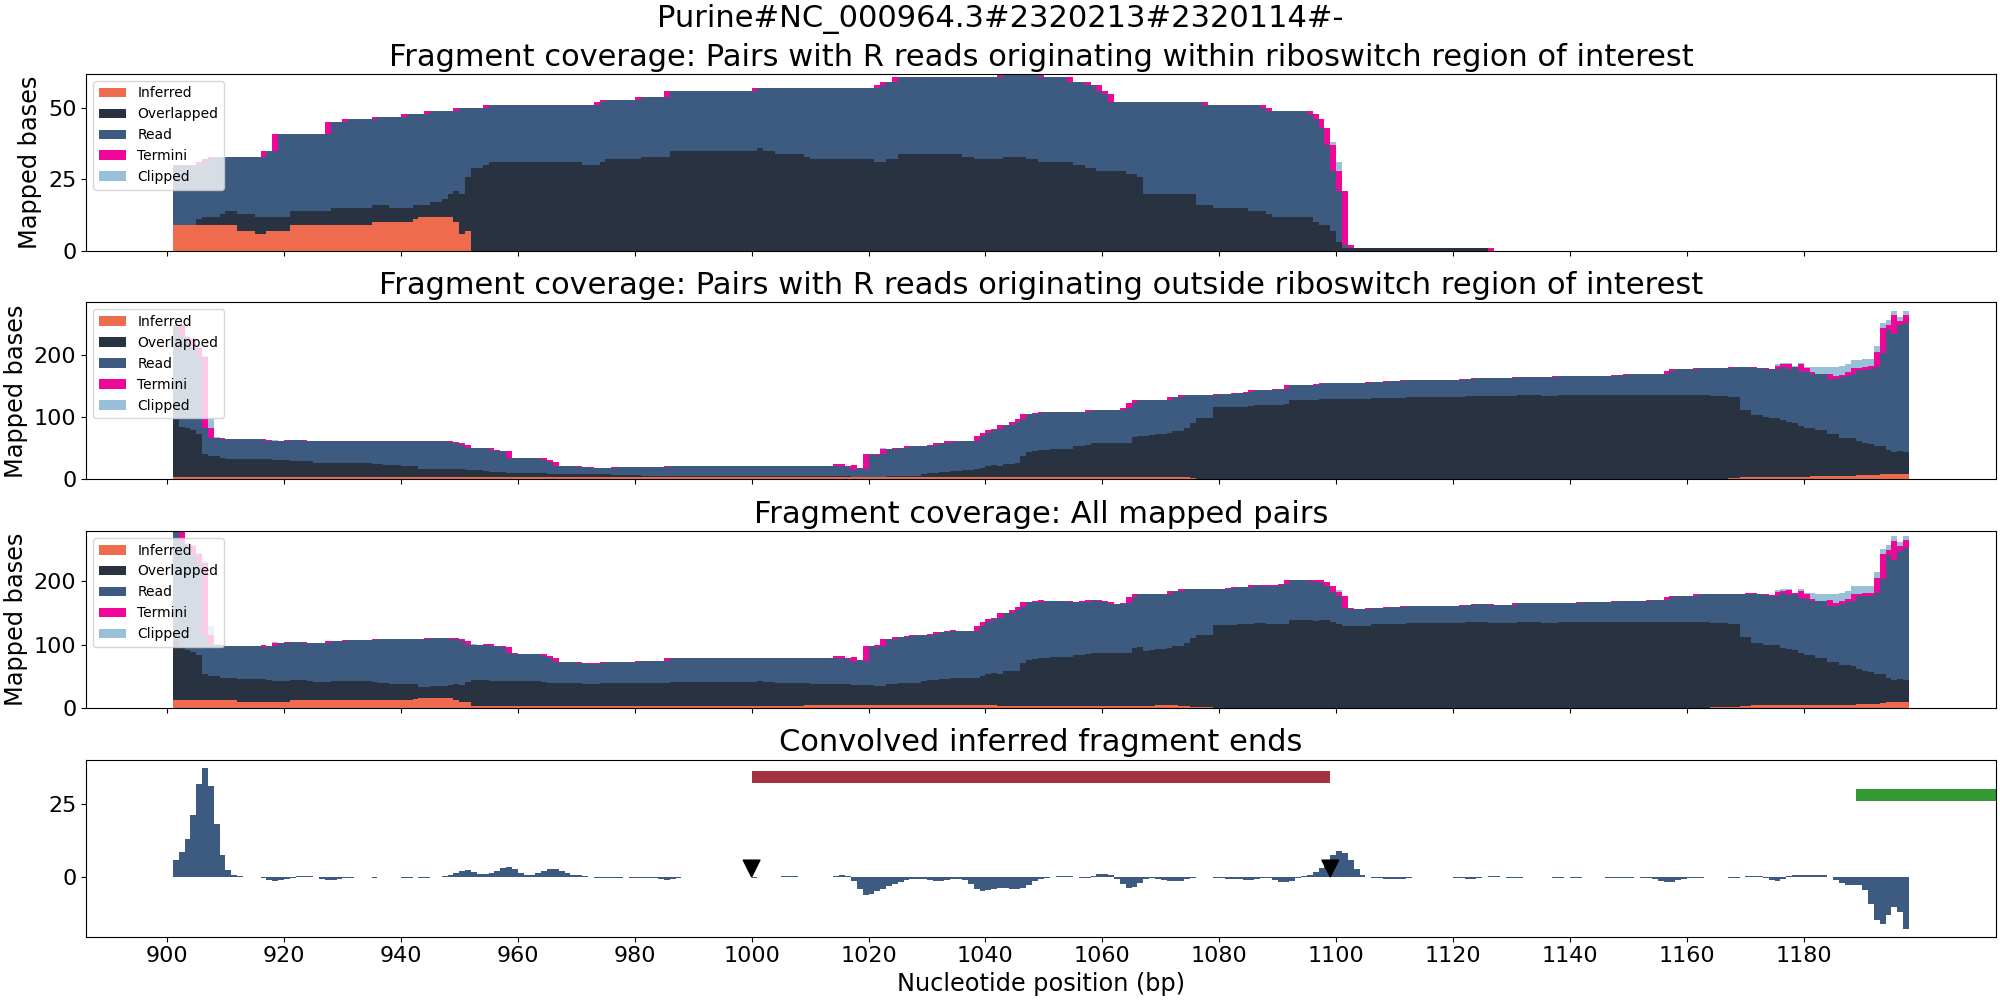 Purine#NC_000964.3#2320213#2320114#-
Fragment coverage: Pairs with R reads originating within riboswitch region of interest
Mapped bases
50
25
0
Inferred
Overlapped
Read
Termini
Clipped
Fragment coverage: Pairs with R reads originating outside riboswitch region of interest
Mapped bases
200
100
0
Inferred
Overlapped
Read
Termini
Clipped
Fragment coverage: All mapped pairs
Mapped bases
200
100
0
Inferred
Overlapped
Read
Termini
Clipped
Convolved inferred fragment ends
25
0
900 920 940 960 980 1000 1020 1040 1060 1080 1100 1120 1140 1160 1180
Nucleotide position (bp)